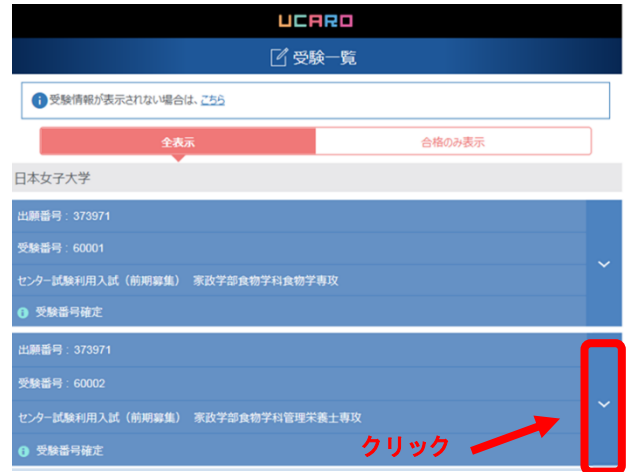 UCARO
受験一覧
受験情報が表示されない場合は、こちら
全表示
合格のみ表示
日本女子大学
出願番号：373971
受験番号：60001
センター試験利用入試（前期募集） 家政学部食物学科食物学専攻
受験番号確定
出願番号：373971
受験番号：60002
センター試験利用入試（前期募集） 家政学部食物学科管理栄養士専攻
クリック
受験番号確定